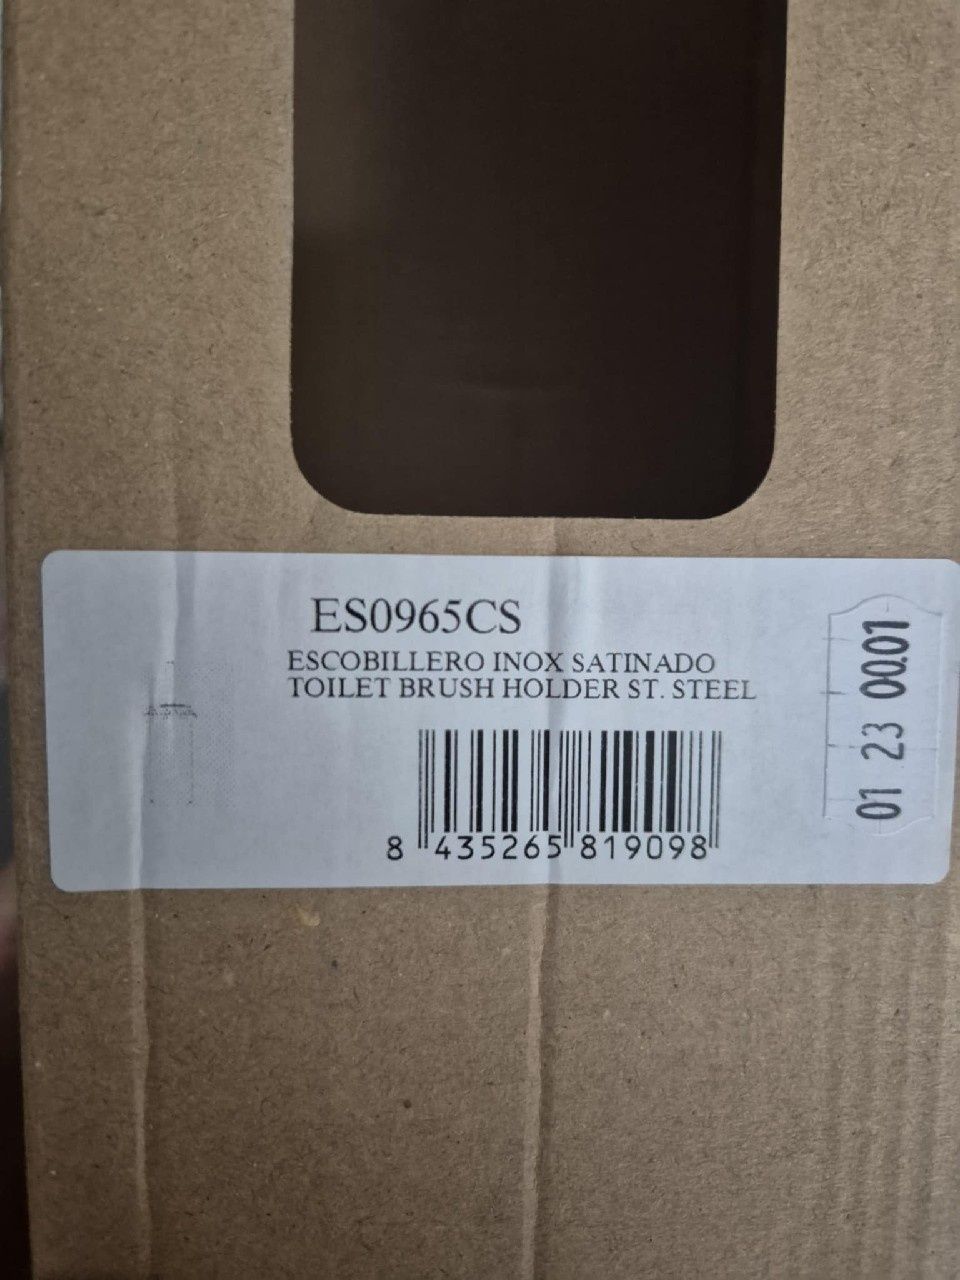 ES0965CS
ESCOBILLERO INOX SATINADO
TOILET BRUSH HOLDER ST. STEEL
8 435265 819098
01 23 00.01